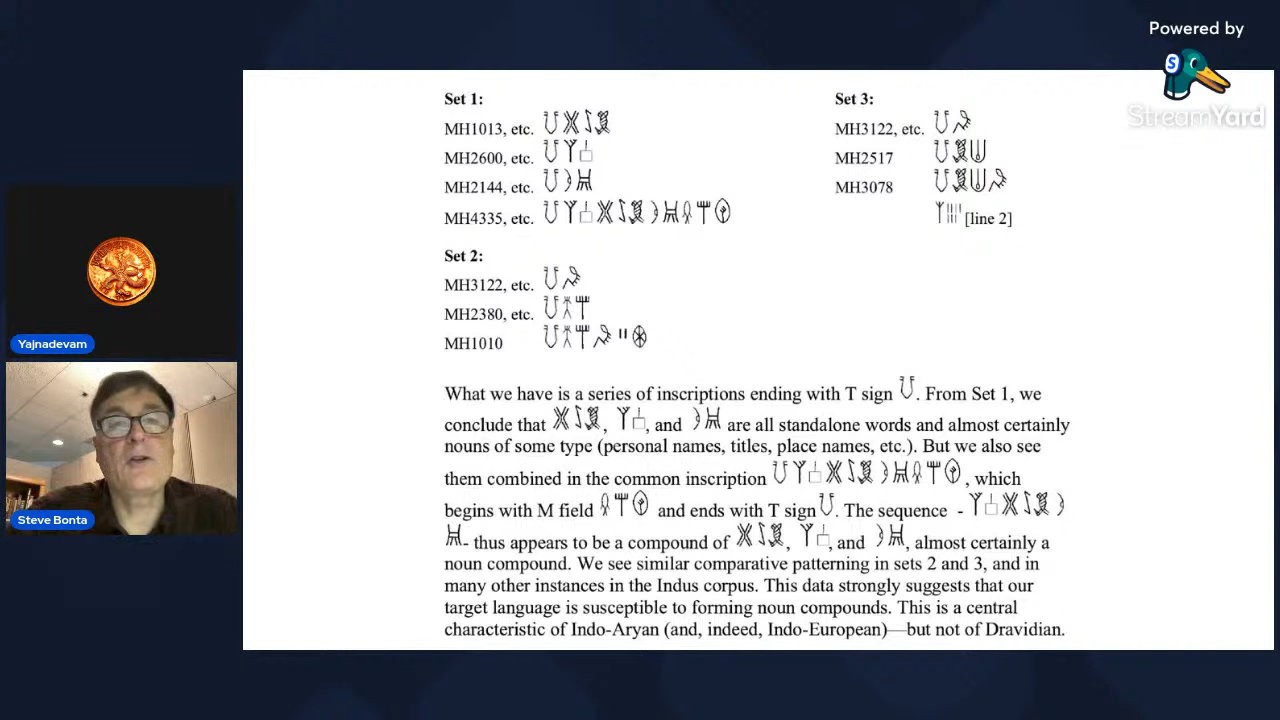 Powered by
StreamYard
Set 1:
MH1013, etc.
MH2600, etc.
MH2144, etc.
MH4335, etc.
Set 2:
MH3122, etc.
MH2380, etc.
MH1010
Set 3:
MH3122, etc.
MH2517
MH3078
[line 2]
What we have is a series of inscriptions ending with T sign . From Set 1, we
conclude that , , and are all standalone words and almost certainly
nouns of some type (personal names, titles, place names, etc.). But we also see
them combined in the common inscription , which
begins with M field and ends with T sign . The sequence -
- thus appears to be a compound of , , and , almost certainly a
noun compound. We see similar comparative patterning in sets 2 and 3, and in
many other instances in the Indus corpus. This data strongly suggests that our
target language is susceptible to forming noun compounds. This is a central
characteristic of Indo-Aryan (and, indeed, Indo-European)—but not of Dravidian.
Yajnadevam
Steve Bonta